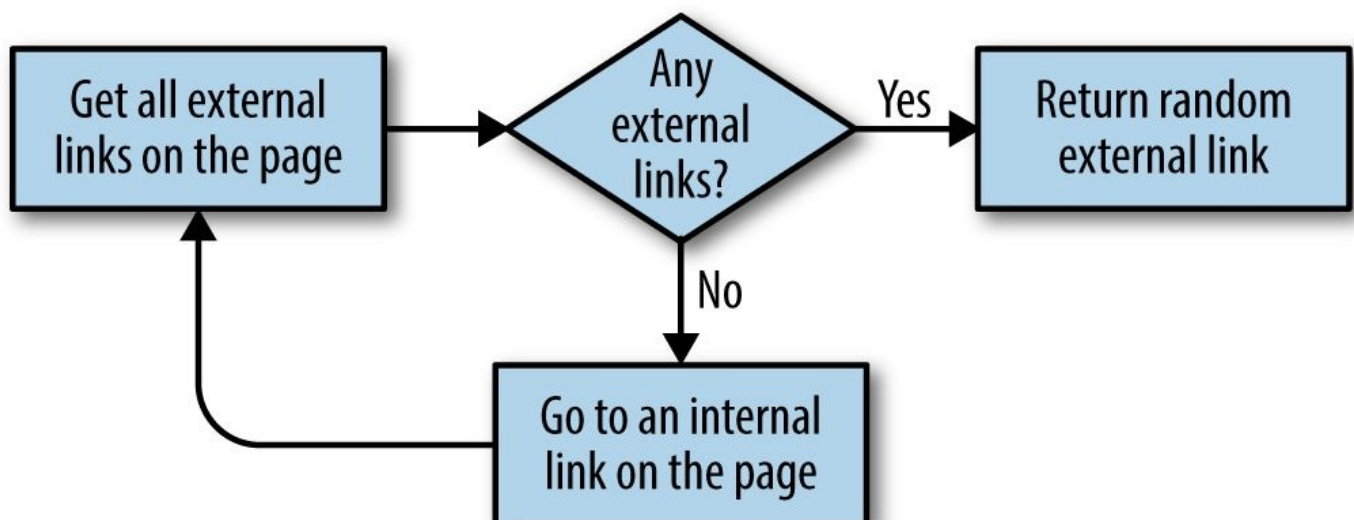 Get all external
links on the page
Any
external
links?
Yes
Return random
external link
No
Go to an internal
link on the page